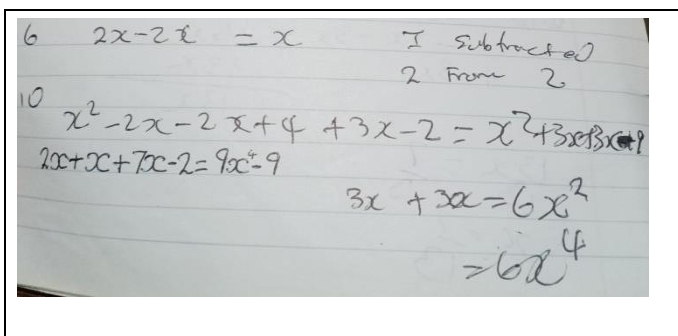 6 2x-2x = x I subtracted
2 From 2
10
x²-2x-2x+4 +3x-2 = x²+3x+3x+9
2x+x+7x-2=9x⁴-9
3x +3x=6x²
=6x⁴